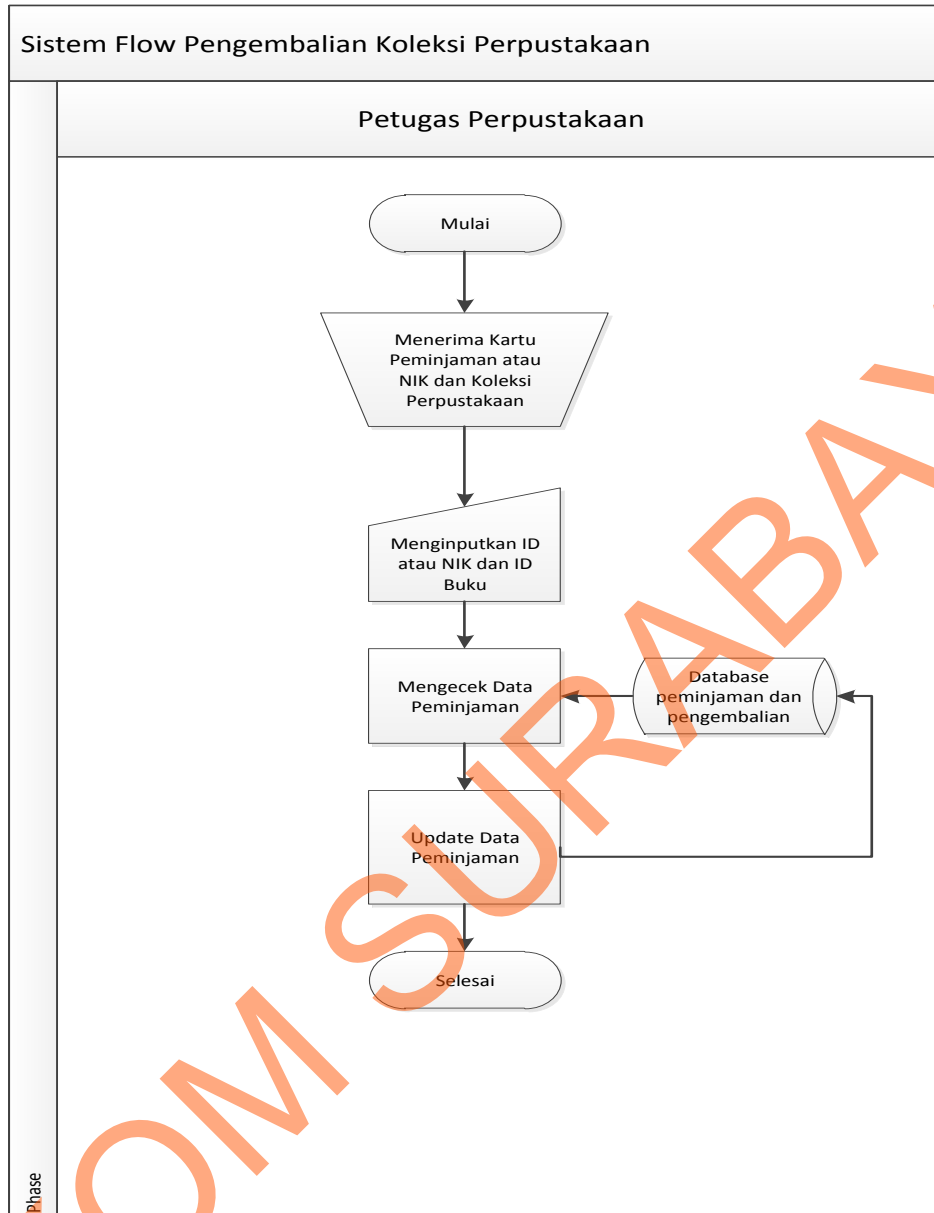 Sistem Flow Pengembalian Koleksi Perpustakaan
Petugas Perpustakaan
Mulai
Menerima Kartu
Peminjaman atau
NIK dan Koleksi
Perpustakaan
Menginputkan ID
atau NIK dan ID
Buku
Mengecek Data
Peminjaman
Database
peminjaman dan
pengembalian
Update Data
Peminjaman
Selesai
Phase
OM SURABAY